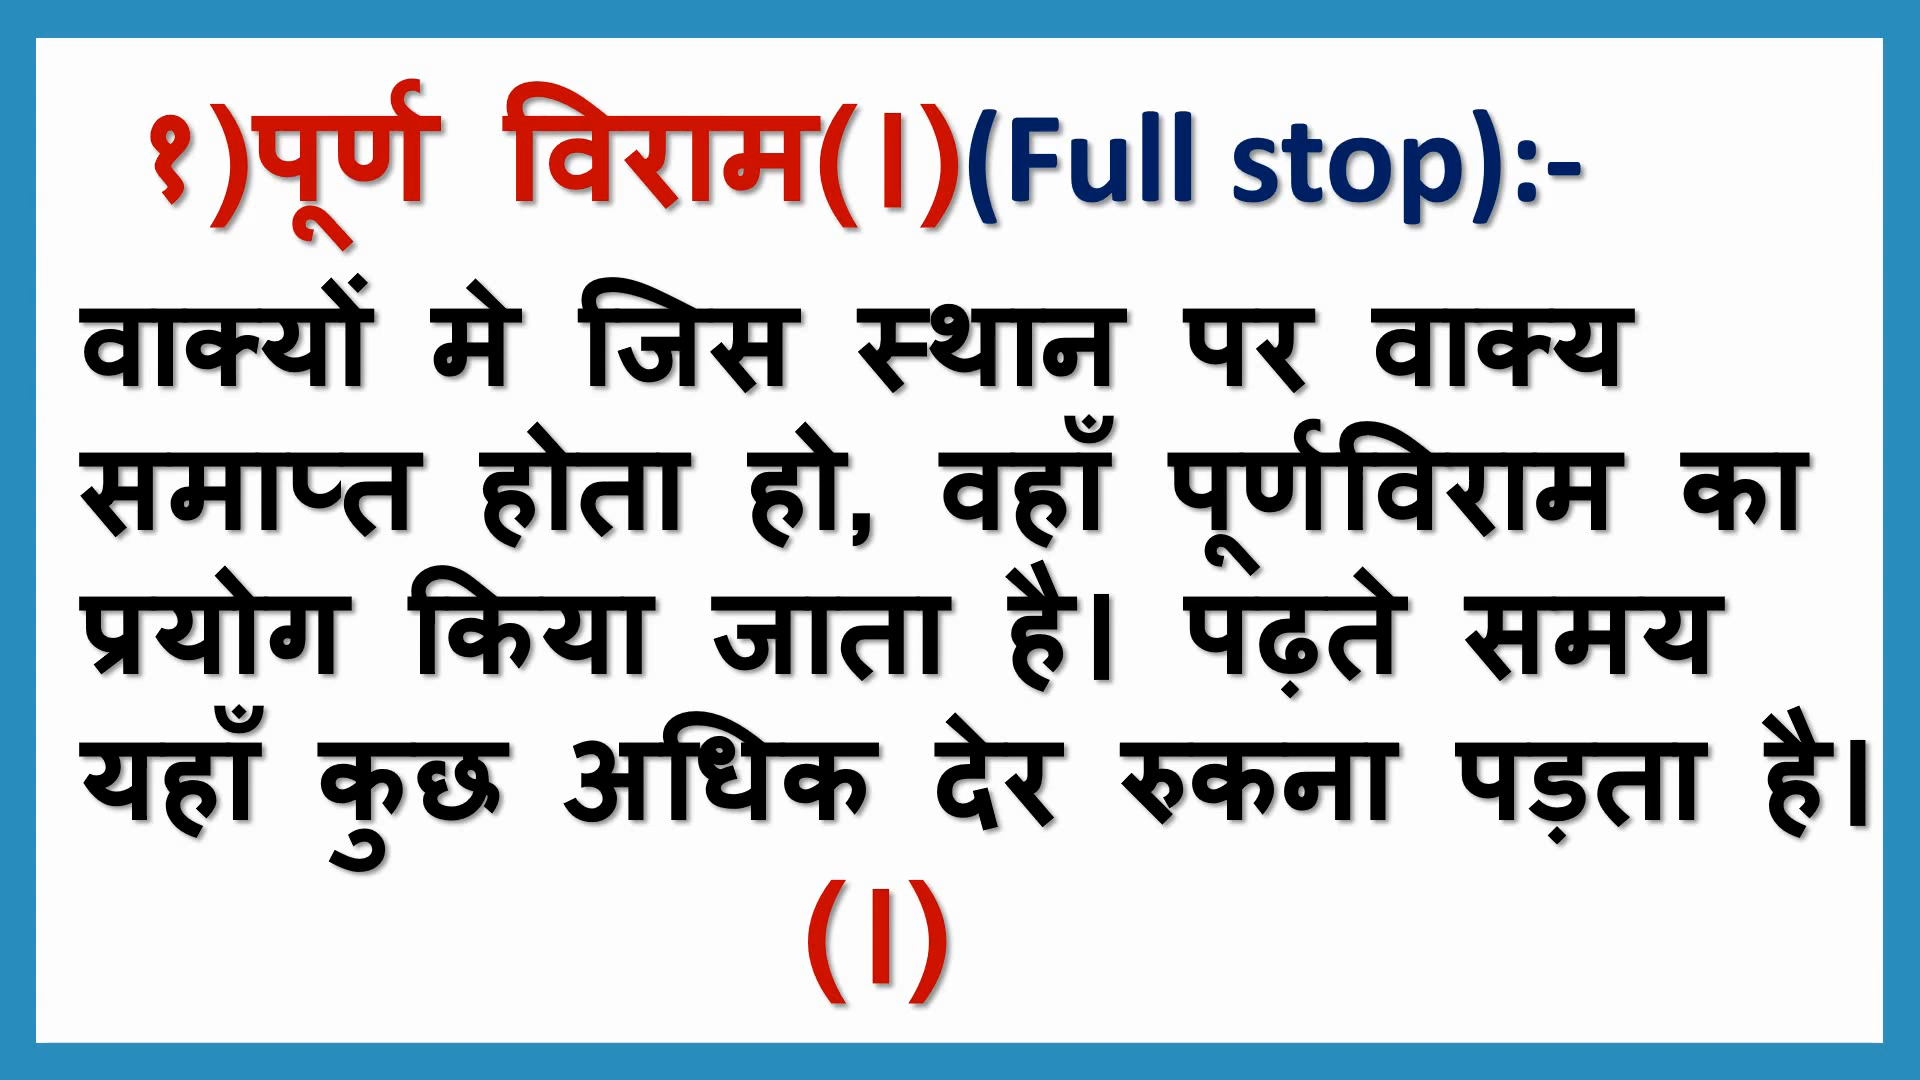 १)पूर्ण विराम(।)(Full stop):-
वाक्यों मे जिस स्थान पर वाक्य
समाप्त होता हो, वहाँ पूर्णविराम का
प्रयोग किया जाता है। पढ़ते समय
यहाँ कुछ अधिक देर रुकना पड़ता है।
(।)